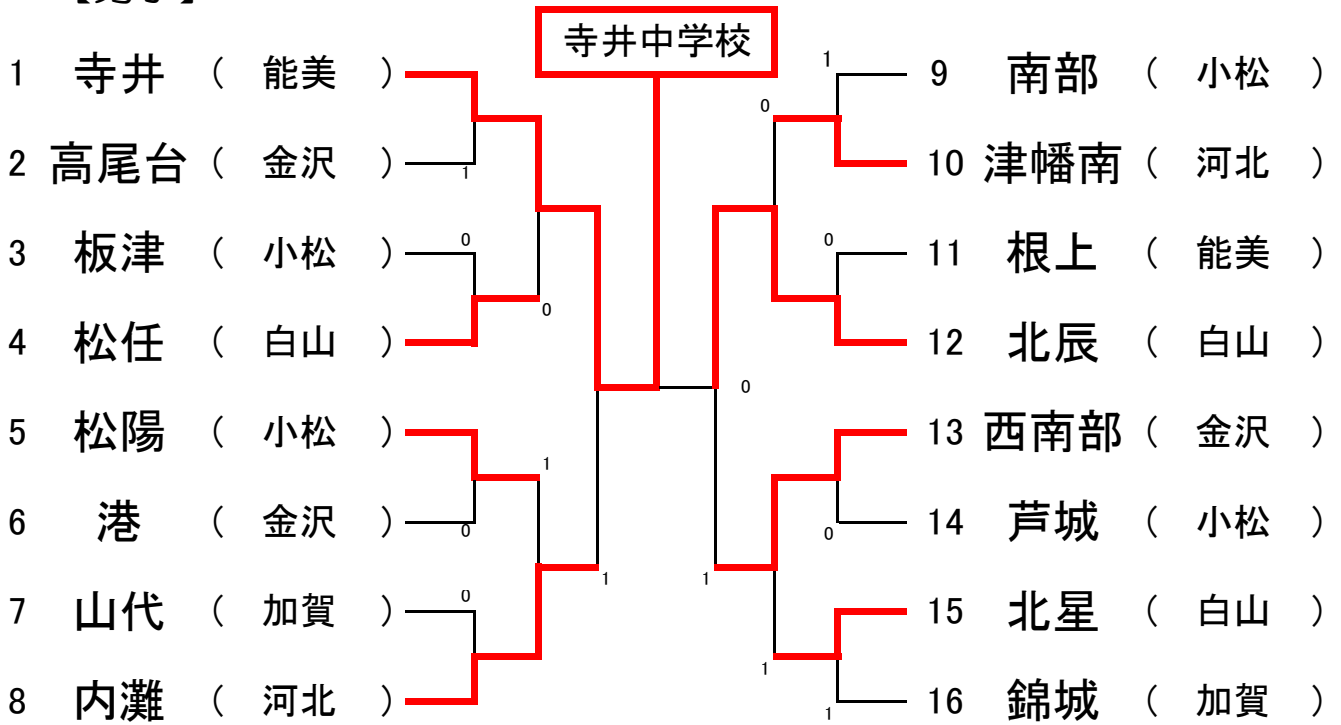 寺井中学校
1 寺井 ( 能美 )
2 高尾台 ( 金沢 )
1
3 板津 ( 小松 )
0
4 松任 ( 白山 )
0
5 松陽 ( 小松 )
1
6 港 ( 金沢 )
0
7 山代 ( 加賀 )
0
8 内灘 ( 河北 )
1
1
9 南部 ( 小松 )
0
10 津幡南 ( 河北 )
0
11 根上 ( 能美 )
12 北辰 ( 白山 )
0
13 西南部 ( 金沢 )
0
14 芦城 ( 小松 )
1
15 北星 ( 白山 )
1
1
16 錦城 ( 加賀 )